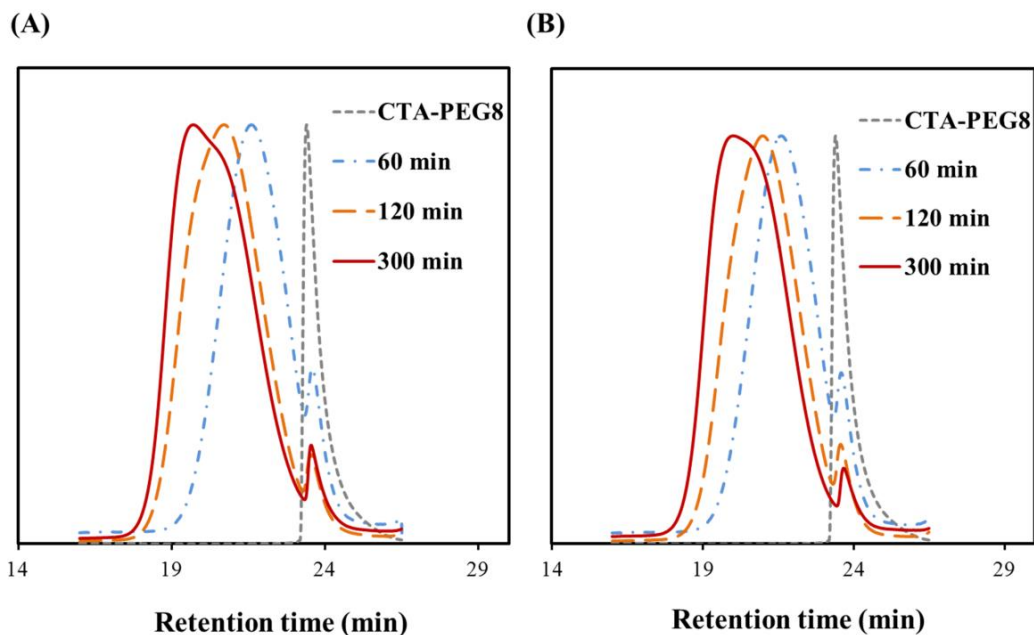 (A)
CTA-PEG8
60 min
120 min
300 min
14 19 24 29
Retention time (min)
(B)
CTA-PEG8
60 min
120 min
300 min
14 19 24 29
Retention time (min)